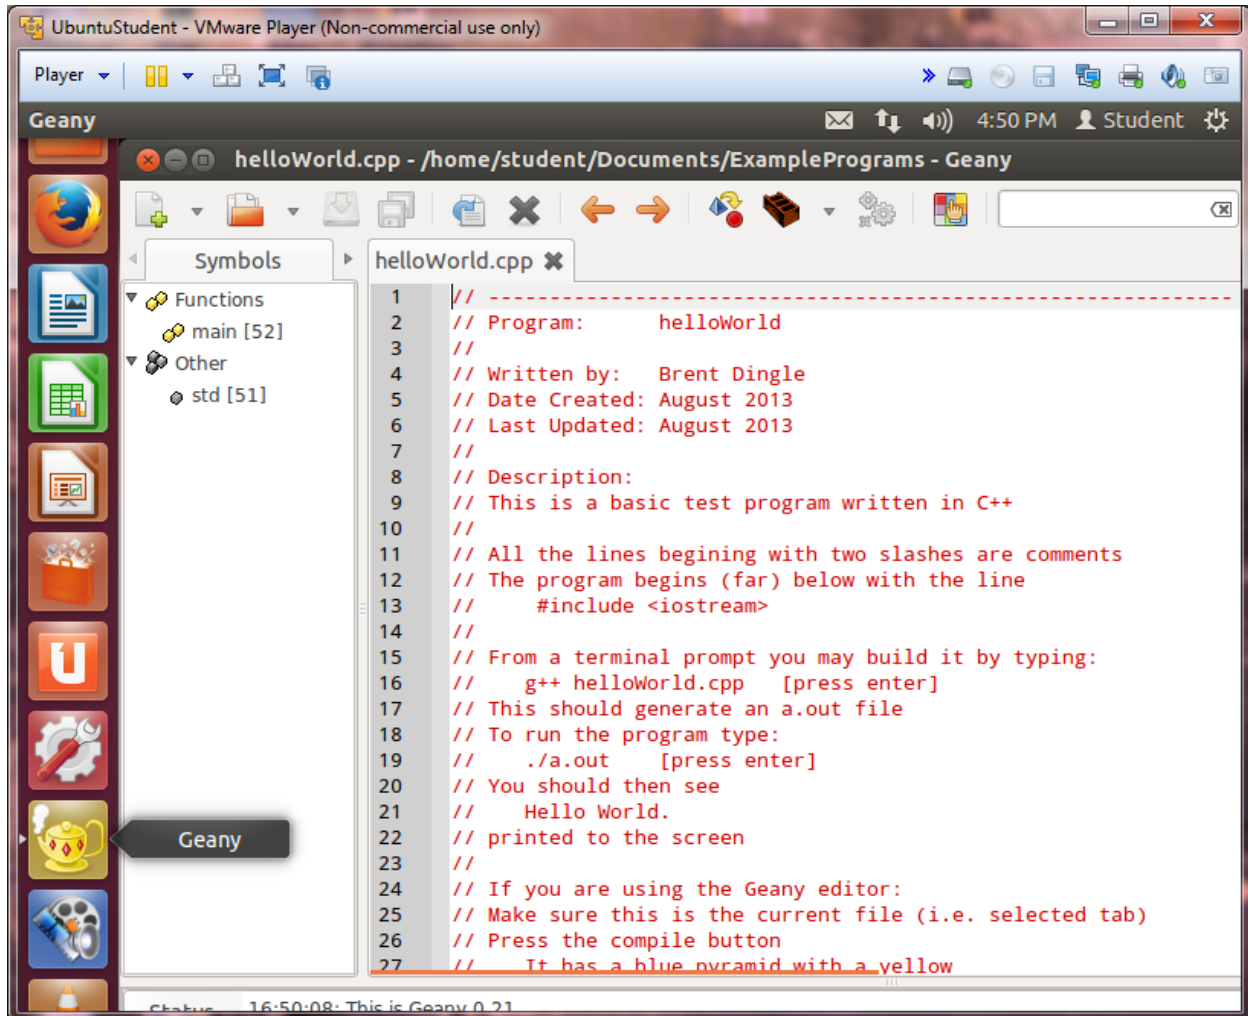 UbuntuStudent - VMware Player (Non-commercial use only)
Player
Geany
4:50 PM
Student
helloWorld.cpp - /home/student/Documents/ExamplePrograms - Geany
Symbols
helloWorld.cpp
Functions
main [52]
Other
std [51]
Geany
1 // -------------------------------------------------------------
2 // Program:      helloWorld
3 //
4 // Written by:   Brent Dingle
5 // Date Created: August 2013
6 // Last Updated: August 2013
7 //
8 // Description:
9 // This is a basic test program written in C++
10 //
11 // All the lines begining with two slashes are comments
12 // The program begins (far) below with the line
13 //     #include <iostream>
14 //
15 // From a terminal prompt you may build it by typing:
16 //    g++ helloWorld.cpp   [press enter]
17 // This should generate an a.out file
18 // To run the program type:
19 //    ./a.out    [press enter]
20 // You should then see
21 //    Hello World.
22 // printed to the screen
23 //
24 // If you are using the Geany editor:
25 // Make sure this is the current file (i.e. selected tab)
26 // Press the compile button
27 //    It has a blue pyramid with a yellow
Status
16:50:08: This is Geany 0.21